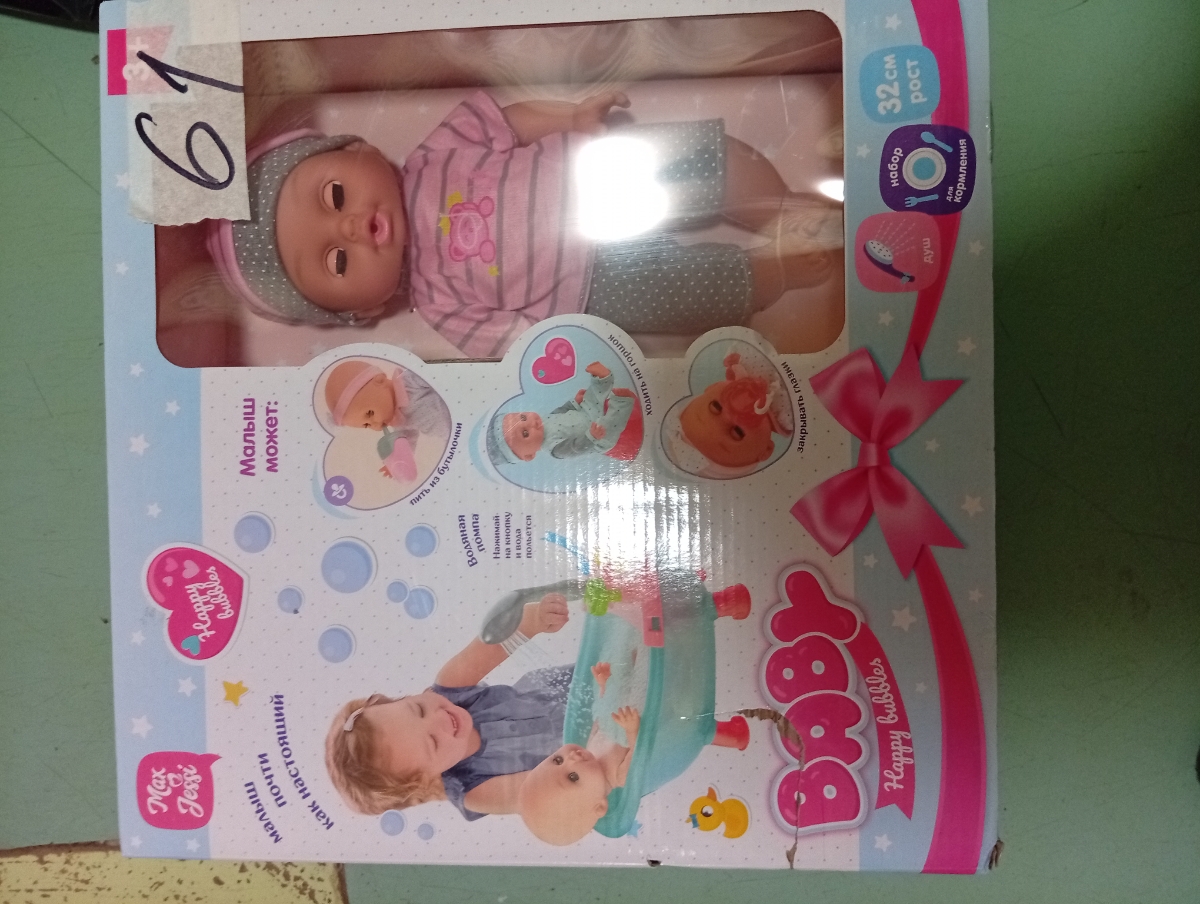 Max
Jessi
Happy
bubbles
61
малыш
почти
как настоящий
Малыш
может:
пить из бутылочки
ходить на горшок
закрывать глазки
Водяная
помпа
Нажимай
на кнопку
и вода
польется
BABY
Happy bubbles
душ
набор
для
кормления
32 см
рост